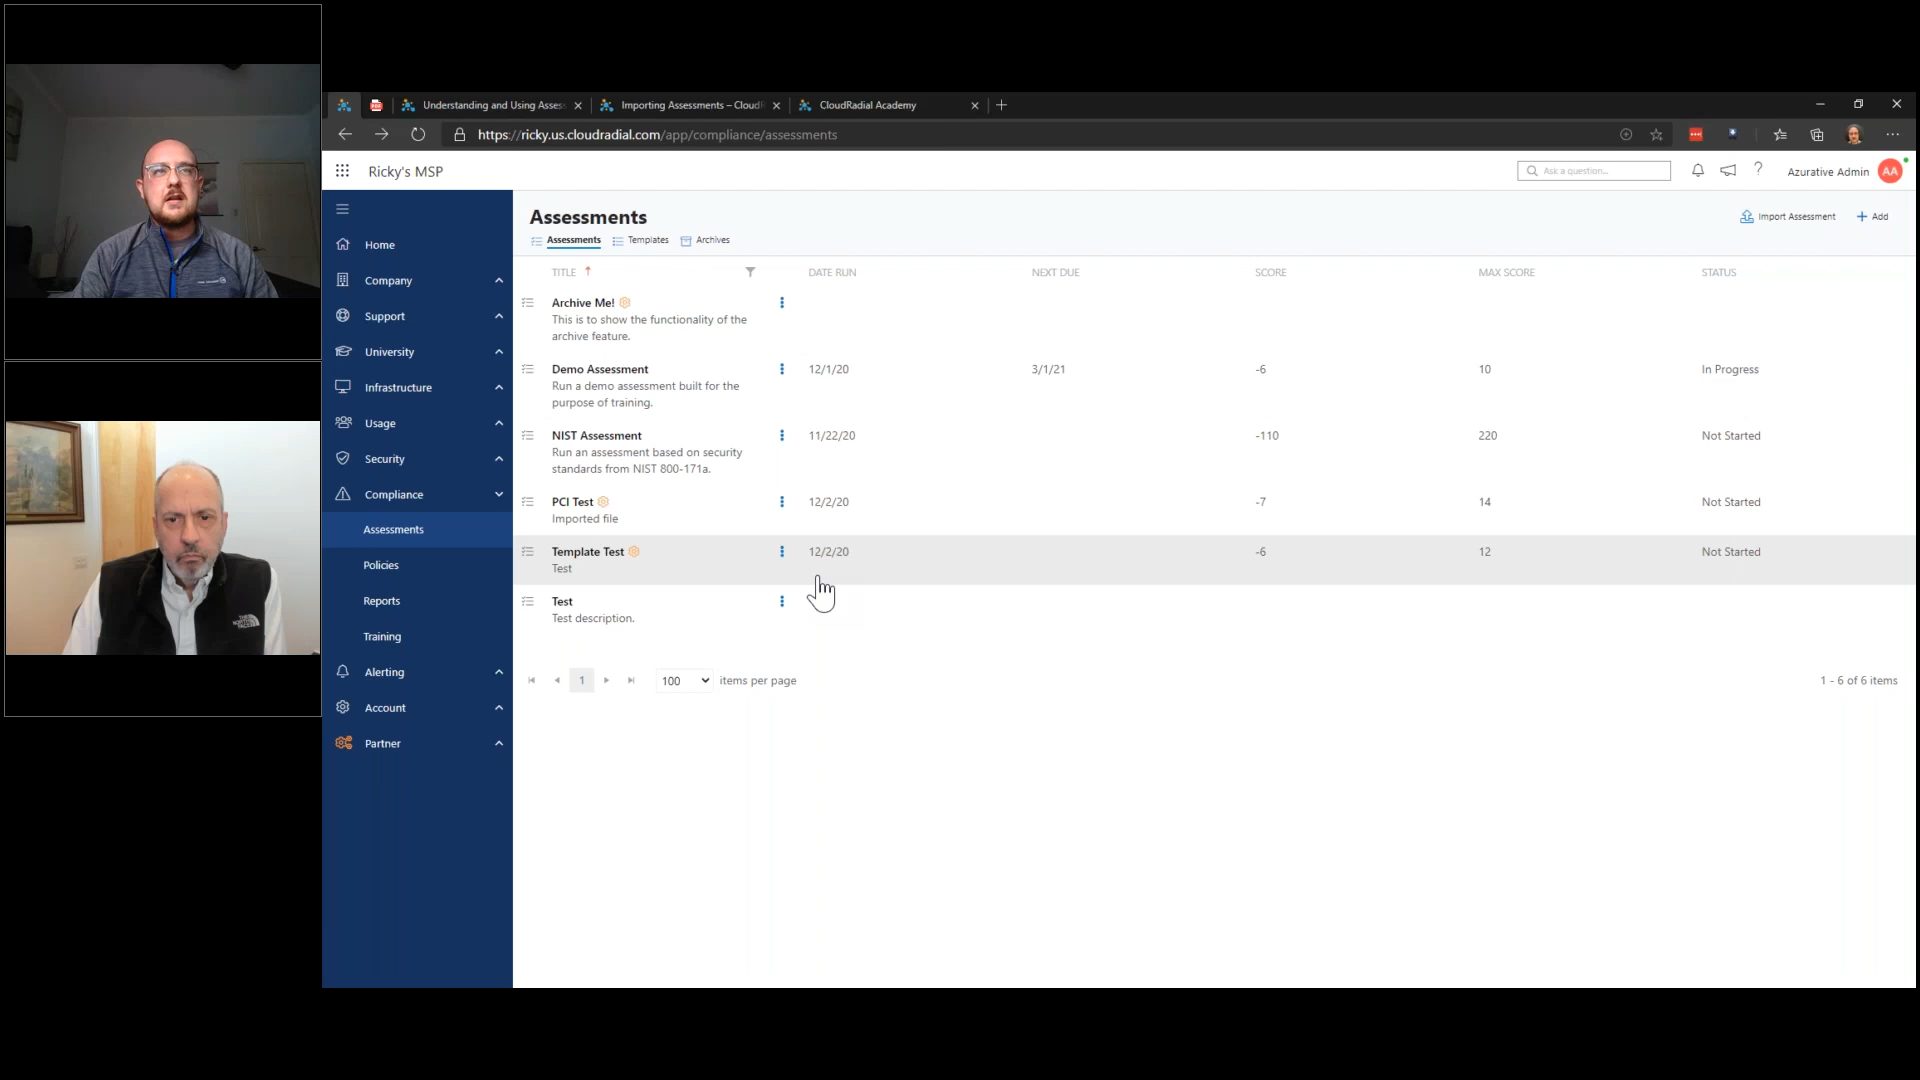 Understanding and Using Asses
Importing Assessments – CloudR
CloudRadial Academy
https://ricky.us.cloudradial.com/app/compliance/assessments
Ricky's MSP
Ask a question...
Azurative Admin
AA
Home
Company
Support
University
Infrastructure
Usage
Security
Compliance
Assessments
Policies
Reports
Training
Alerting
Account
Partner
Assessments
Import Assessment
Add
Assessments Templates Archives
TITLE DATE RUN NEXT DUE SCORE MAX SCORE STATUS
Archive Me!
This is to show the functionality of the
archive feature.
Demo Assessment 12/1/20 3/1/21 -6 10 In Progress
Run a demo assessment built for the
purpose of training.
NIST Assessment 11/22/20 -110 220 Not Started
Run an assessment based on security
standards from NIST 800-171a.
PCI Test 12/2/20 -7 14 Not Started
Imported file
Template Test 12/2/20 -6 12 Not Started
Test
Test
Test description.
1 100 items per page 1 - 6 of 6 items
THE NORTH FACE